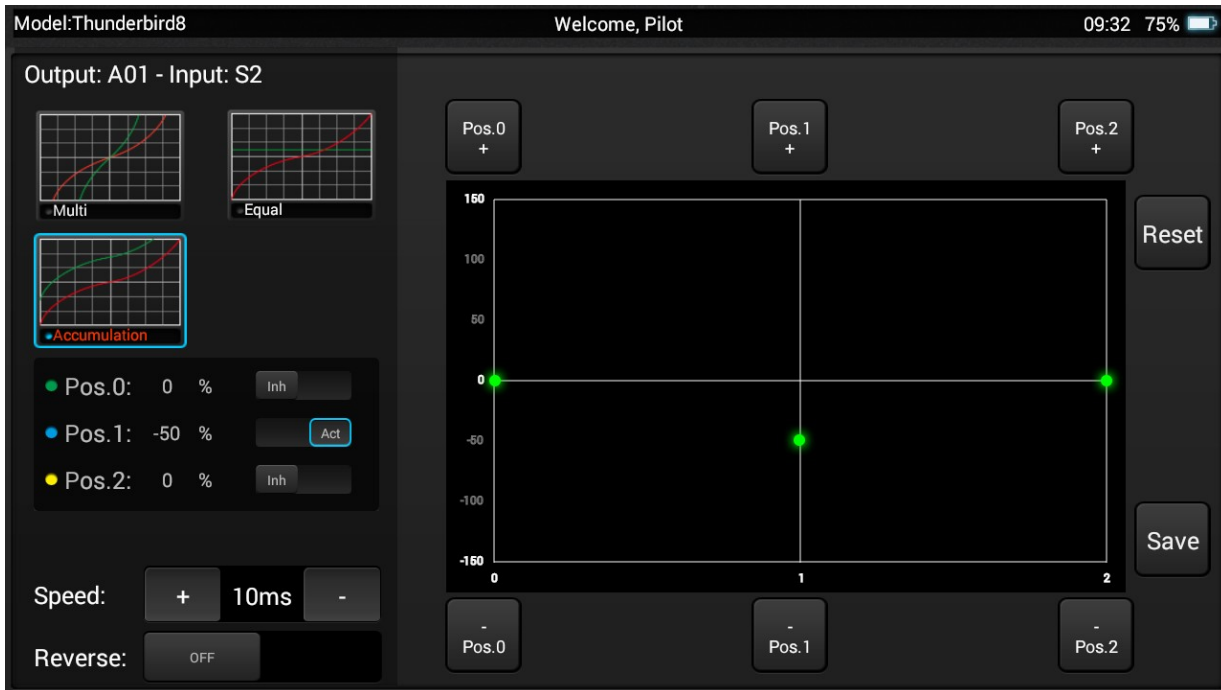 Model:Thunderbird8 Welcome, Pilot 09:32 75%
Output: A01 - Input: S2
Multi
Equal
Accumulation
Pos.0: 0 % Inh
Pos.1: -50 % Act
Pos.2: 0 % Inh
Speed: + 10ms -
Reverse: OFF
Pos.0
+
Pos.1
+
Pos.2
+
150
100
50
0
-50
-100
-150
0 1 2
-
Pos.0
-
Pos.1
-
Pos.2
Reset
Save